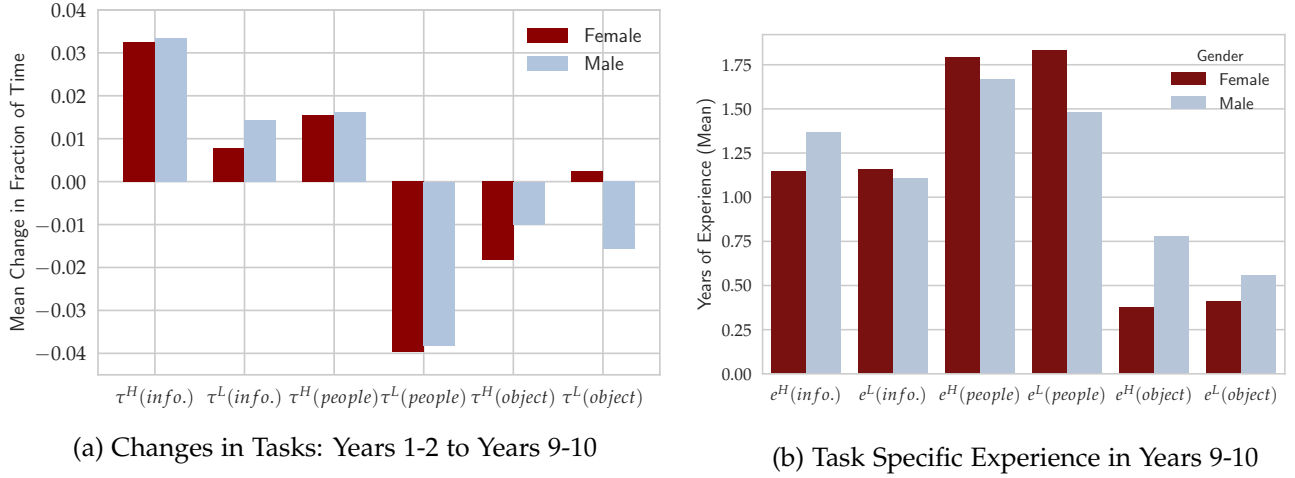 0.04
0.03
0.02
0.01
0.00
−0.01
−0.02
−0.03
−0.04
Mean Change in Fraction of Time
Female
Male
τ^H(info.) τ^L(info.) τ^H(people) τ^L(people) τ^H(object) τ^L(object)
(a) Changes in Tasks: Years 1-2 to Years 9-10
1.75
1.50
1.25
1.00
0.75
0.50
0.25
0.00
Years of Experience (Mean)
Gender
Female
Male
e^H(info.) e^L(info.) e^H(people) e^L(people) e^H(object) e^L(object)
(b) Task Specific Experience in Years 9-10